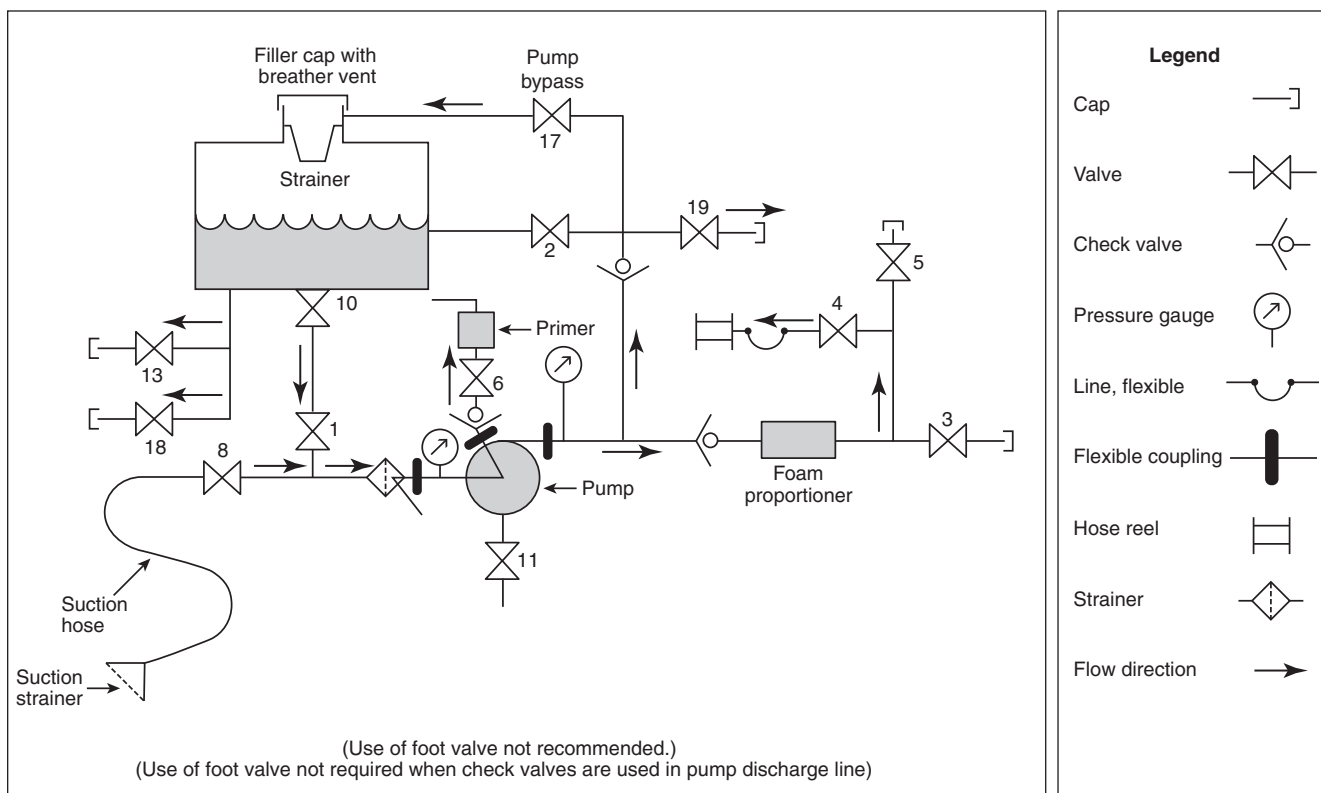 Filler cap with
breather vent
Pump
bypass
17
Strainer
19
2
5
10
Primer
4
13
6
18
1
8
3
Foam
proportioner
Pump
11
Suction
hose
Suction
strainer
(Use of foot valve not recommended.)
(Use of foot valve not required when check valves are used in pump discharge line)
Legend
Cap
Valve
Check valve
Pressure gauge
Line, flexible
Flexible coupling
Hose reel
Strainer
Flow direction